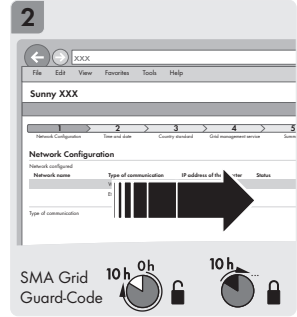 2
XXX
File Edit View Favorites Tools Help
Sunny XXX
1 2 3 4 5
Network Configuration Time and date Country standard Grid management service
Network Configuration
Network configured
Network name Type of communication IP address of the Status
Type of communication
10 h 0 h 10 h ...
SMA Grid
Guard-Code